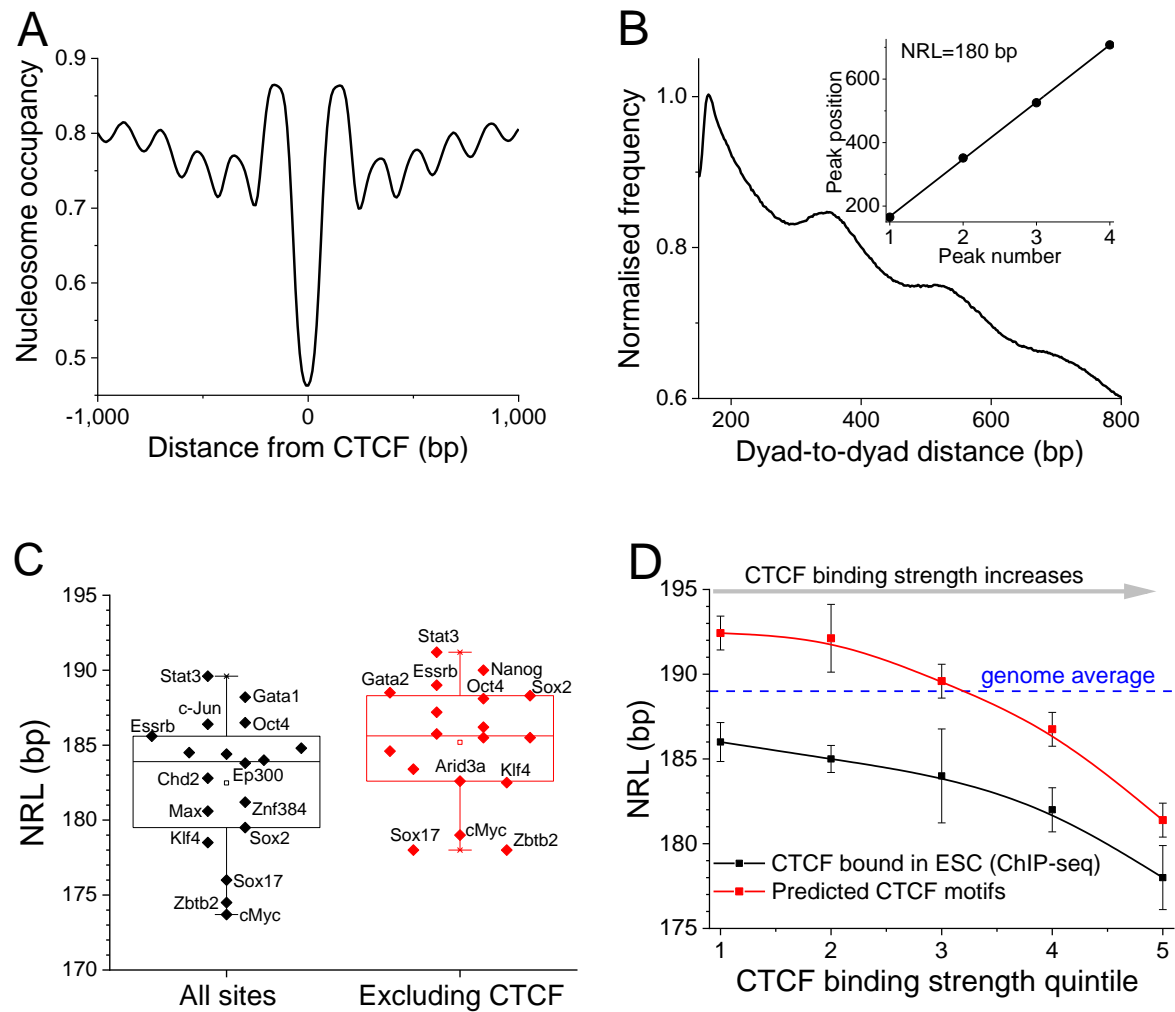 A
Nucleosome occupancy
0.9
0.8
0.7
0.6
0.5
-1,000
0
1,000
Distance from CTCF (bp)
B
Normalised frequency
1.0
0.8
0.6
200
400
600
800
Dyad-to-dyad distance (bp)
NRL=180 bp
Peak position
600
400
200
1
2
3
4
Peak number
C
NRL (bp)
195
190
185
180
175
170
Stat3
Gata1
c-Jun
Oct4
Essrb
Ep300
Chd2
Znf384
Max
Klf4
Sox2
Sox17
Zbtb2
cMyc
Stat3
Nanog
Essrb
Gata2
Oct4
Sox2
Arid3a
Klf4
Sox17
cMyc
Zbtb2
All sites
Excluding CTCF
D
NRL (bp)
195
190
185
180
175
CTCF binding strength increases
genome average
CTCF bound in ESC (ChIP-seq)
Predicted CTCF motifs
1
2
3
4
5
CTCF binding strength quintile